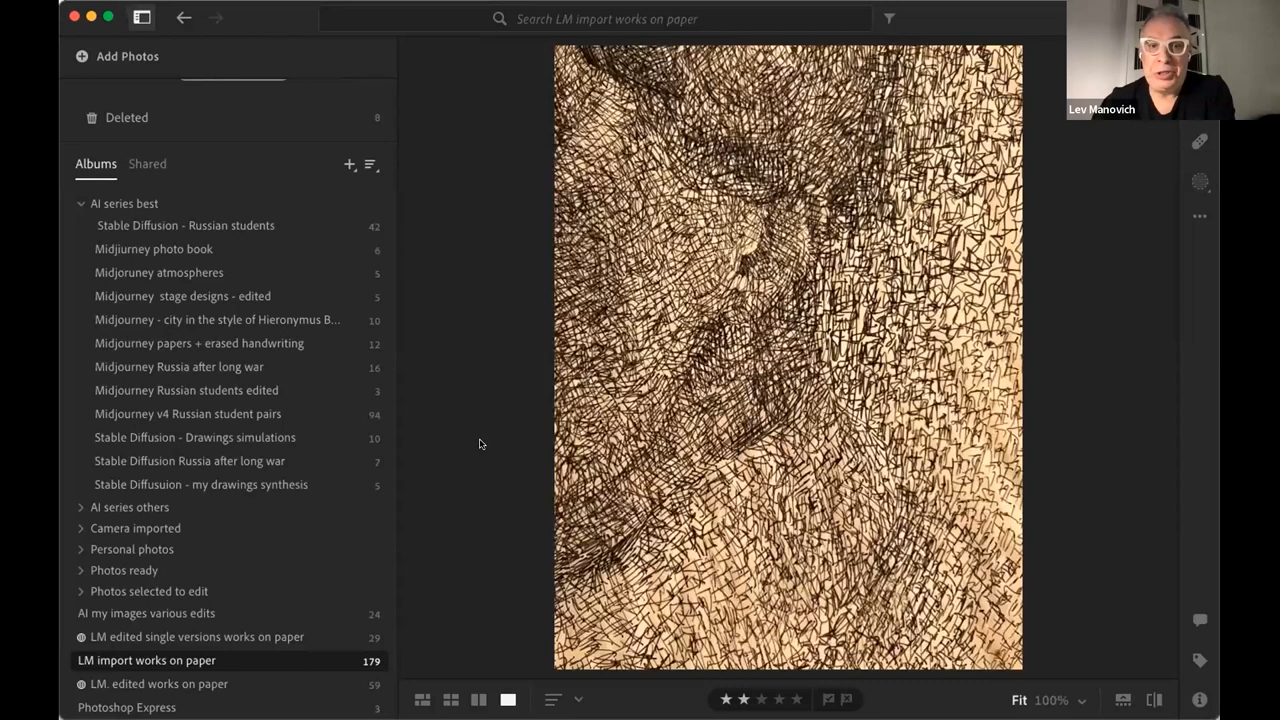 Search LM import works on paper
Add Photos
Lev Manovich
Deleted 8
Albums Shared
AI series best
Stable Diffusion - Russian students 42
Midjiurney photo book 6
Midjoruney atmospheres 5
Midjourney stage designs - edited 5
Midjourney - city in the style of Hieronymus B... 10
Midjourney papers + erased handwriting 12
Midjourney Russia after long war 16
Midjourney Russian students edited 3
Midjourney v4 Russian student pairs 94
Stable Diffusion - Drawings simulations 10
Stable Diffusion Russia after long war 7
Stable Diffusuion - my drawings synthesis 5
AI series others
Camera imported
Personal photos
Photos ready
Photos selected to edit
AI my images various edits 24
LM edited single versions works on paper 29
LM import works on paper 179
LM. edited works on paper 59
Photoshop Express 3
Fit 100%